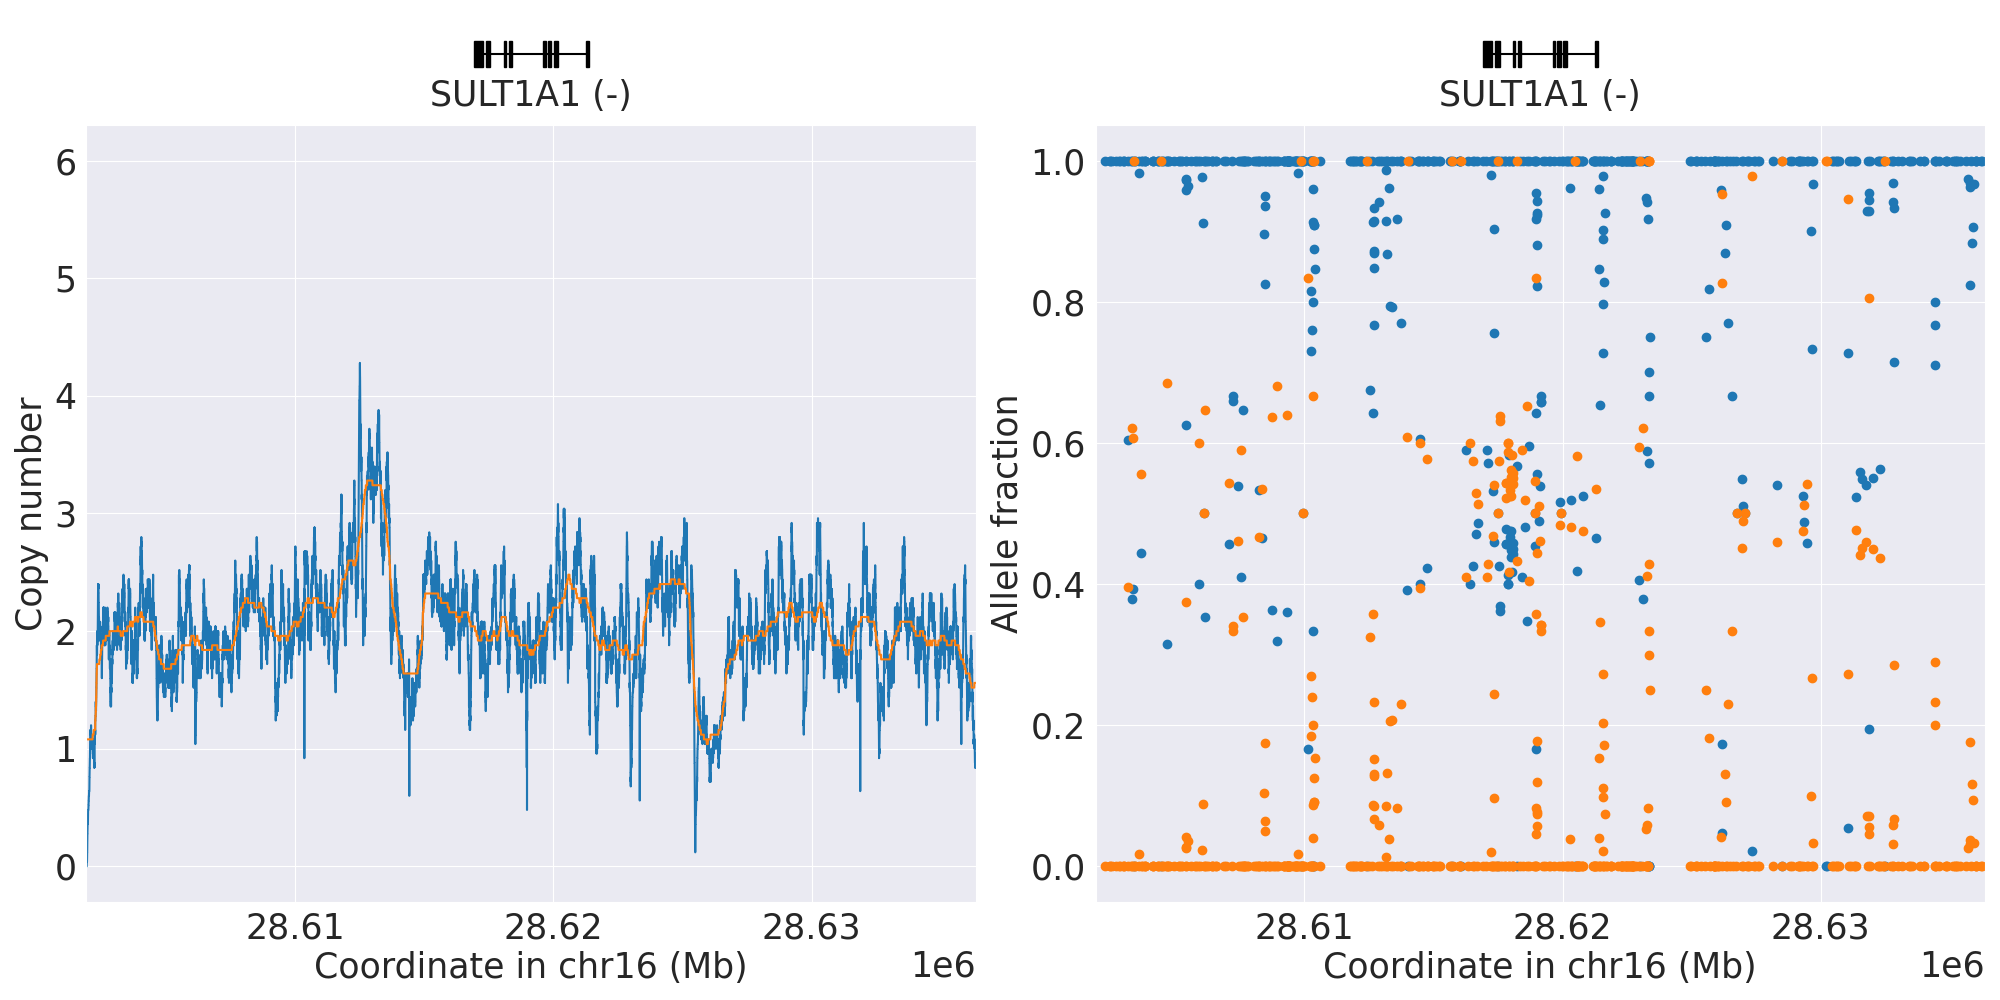 SULT1A1 (-)
6
5
4
3
2
1
0
Copy number
28.61
28.62
28.63
Coordinate in chr16 (Mb)
1e6
SULT1A1 (-)
1.0
0.8
0.6
0.4
0.2
0.0
Allele fraction
28.61
28.62
28.63
Coordinate in chr16 (Mb)
1e6